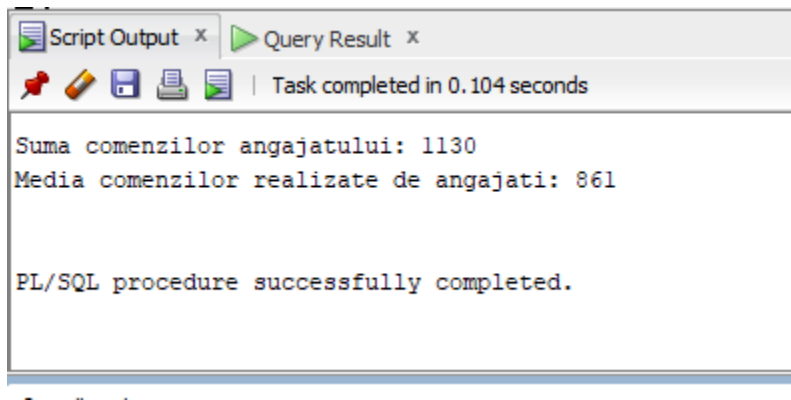 Script Output x Query Result x
Task completed in 0.104 seconds
Suma comenzilor angajatului: 1130
Media comenzilor realizate de angajati: 861
PL/SQL procedure successfully completed.